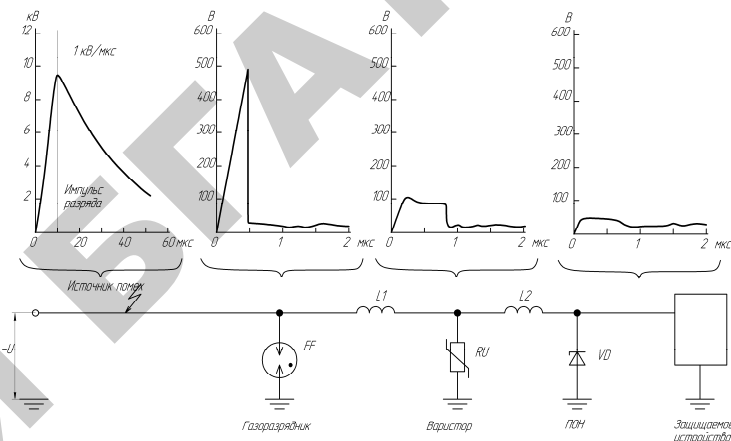 кВ
12
10
8
6
4
2
0
20
40
60 мкс
1 кВ/мкс
Импульс
разряда
В
600
500
400
300
200
100
0
1
2
мкс
В
600
500
400
300
200
100
0
1
2
мкс
В
600
500
400
300
200
100
0
1
2
мкс
Источник помех
~U
FF
L1
RU
L2
VD
Газоразрядник
Варистор
ПОН
Защищаемое
устройство
БГА